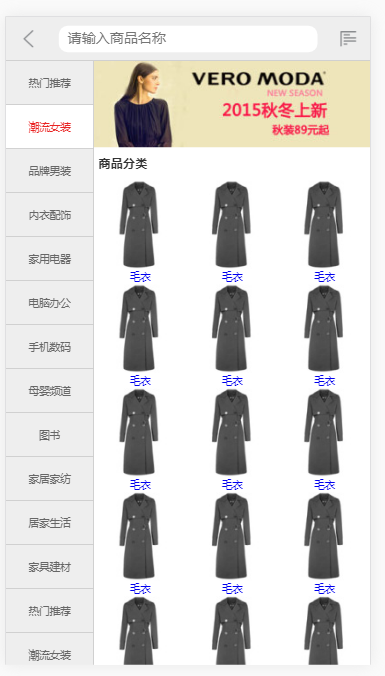 请输入商品名称
热门推荐
潮流女装
品牌男装
内衣配饰
家用电器
电脑办公
手机数码
母婴频道
图书
家居家纺
居家生活
家具建材
热门推荐
潮流女装
VERO MODA
NEW SEASON
2015秋冬上新
秋装89元起
商品分类
毛衣 毛衣 毛衣
毛衣 毛衣 毛衣
毛衣 毛衣 毛衣
毛衣 毛衣 毛衣